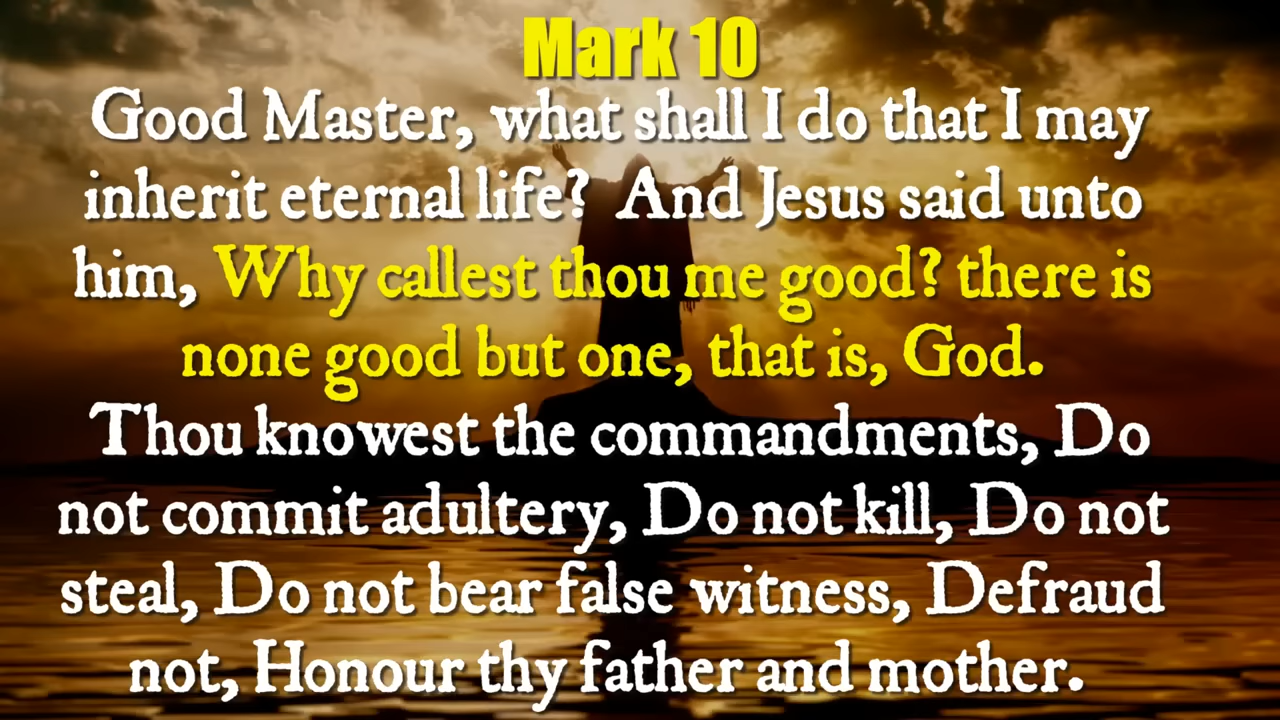 Mark 10
Good Master, what shall I do that I may
inherit eternal life? And Jesus said unto
him, Why callest thou me good? there is
none good but one, that is, God.
Thou knowest the commandments, Do
not commit adultery, Do not kill, Do not
steal, Do not bear false witness, Defraud
not, Honour thy father and mother.